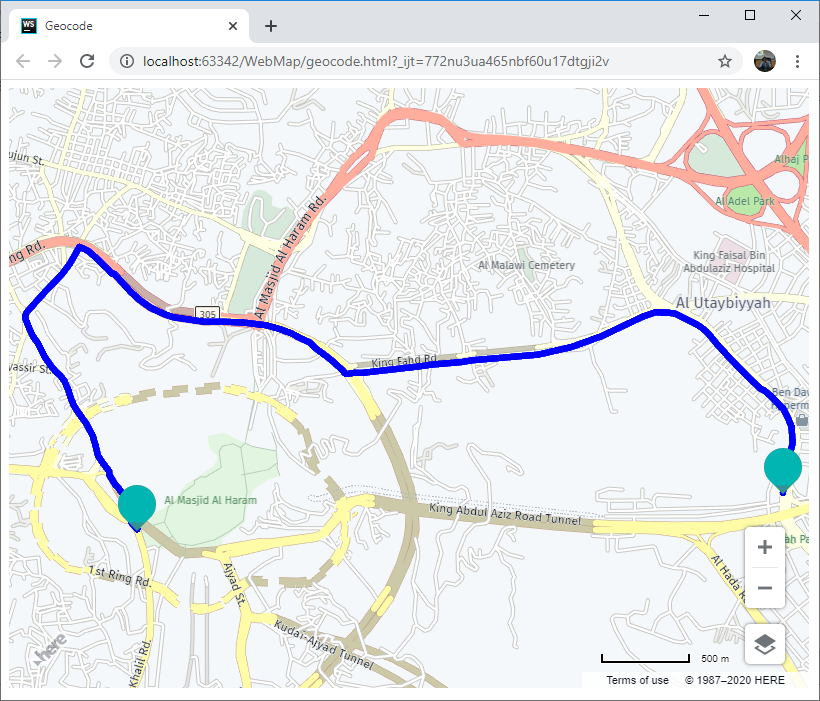 WS
Geocode
localhost:63342/WebMap/geocode.html?_ijt=772nu3ua465nbf60u17dtgji2v
ujun St.
Alhaj P
Al Adel Park
Al Masjid Al Haram Rd.
ng Rd.
King Faisal Bin
Abdulaziz Hospital
Al Malawi Cemetery
Al Utaybiyyah
305
King Fahd Rd.
yassir St.
Ben Daw
Hyperm
Al Masjid Al Haram
King Abdul Aziz Road Tunnel
ah Pa
1st Ring Rd.
Ajyad St.
Al Hada R
Kudai-Ajyad Tunnel
here
Khalil Rd.
500 m
Terms of use © 1987–2020 HERE